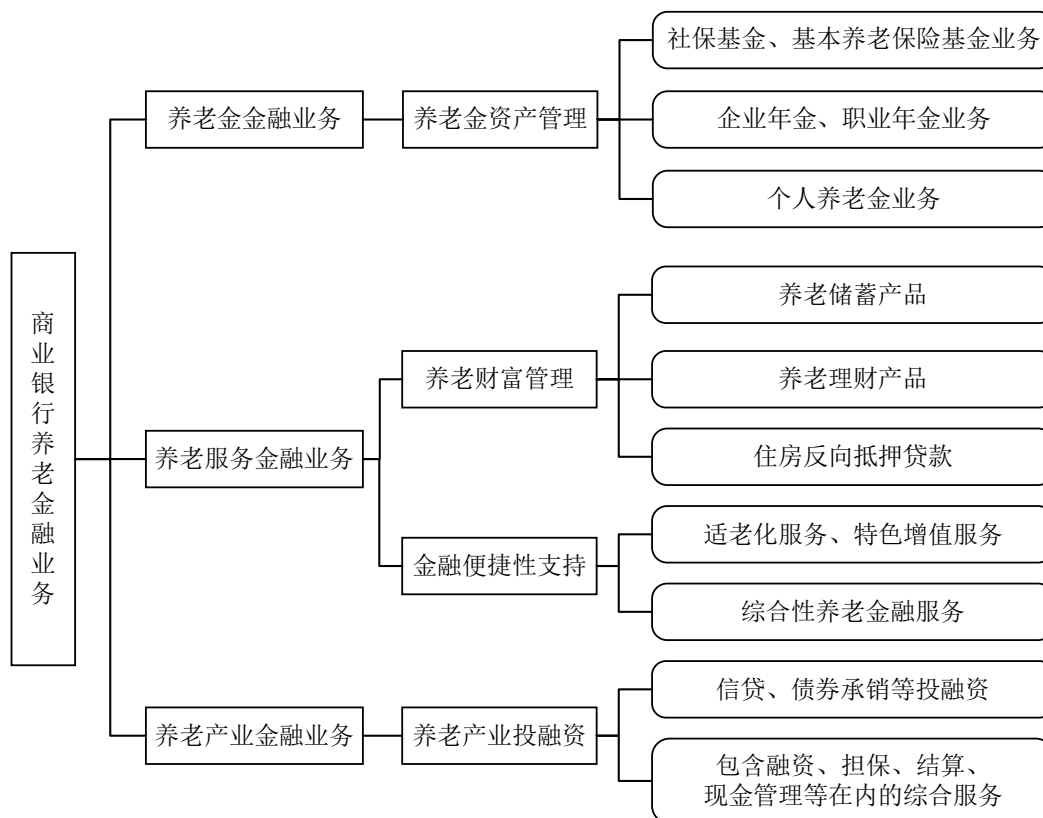 商业银行养老金融业务
养老金金融业务
养老金资产管理
社保基金、基本养老保险基金业务
企业年金、职业年金业务
个人养老金业务
养老服务金融业务
养老财富管理
养老储蓄产品
养老理财产品
住房反向抵押贷款
金融便捷性支持
适老化服务、特色增值服务
综合性养老金融服务
养老产业金融业务
养老产业投融资
信贷、债券承销等投融资
包含融资、担保、结算、
现金管理等在内的综合服务